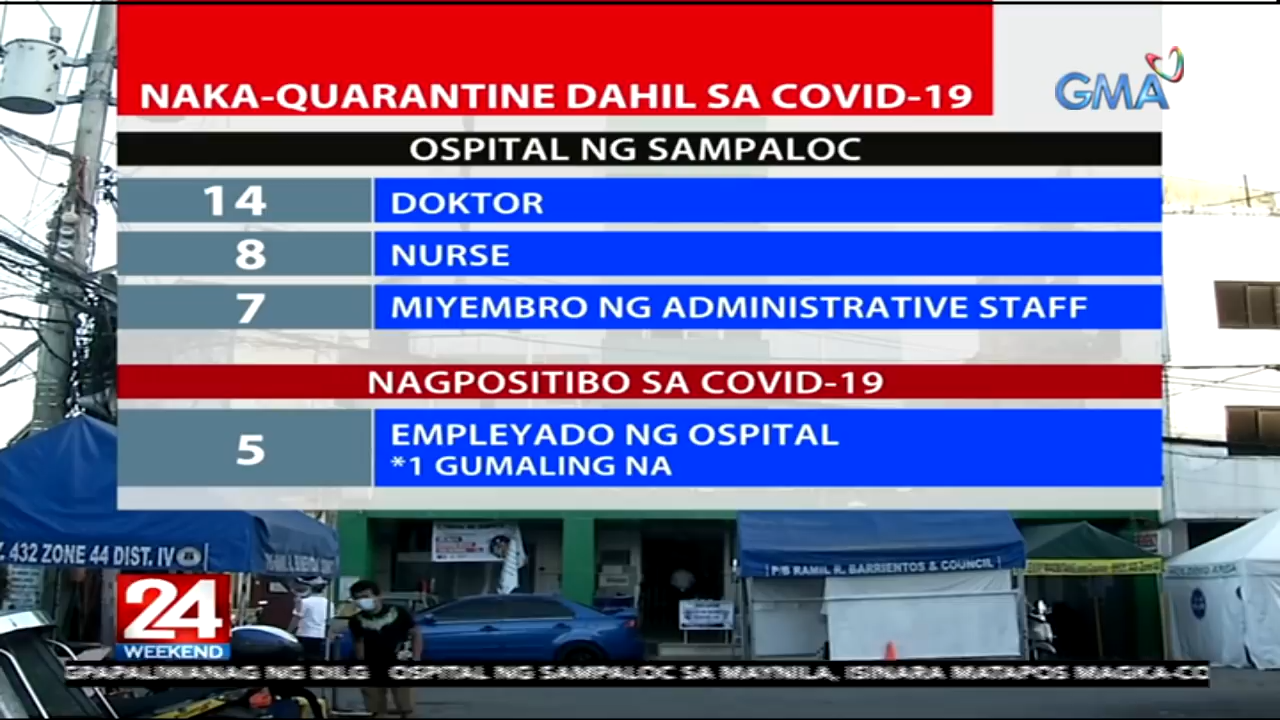 NAKA-QUARANTINE DAHIL SA COVID-19
GMA
OSPITAL NG SAMPALOC
14 DOKTOR
8 NURSE
7 MIYEMBRO NG ADMINISTRATIVE STAFF
NAGPOSITIBO SA COVID-19
5 EMPLEYADO NG OSPITAL
*1 GUMALING NA
432 ZONE 44 DIST. IV
P/B RAMIL R. BARRIENTOS & COUNCIL
24
WEEKEND
NG DILG OSPITAL NG SAMPALOC SA MAYNILA, ISINARA MATAPOS MAGKA-CO